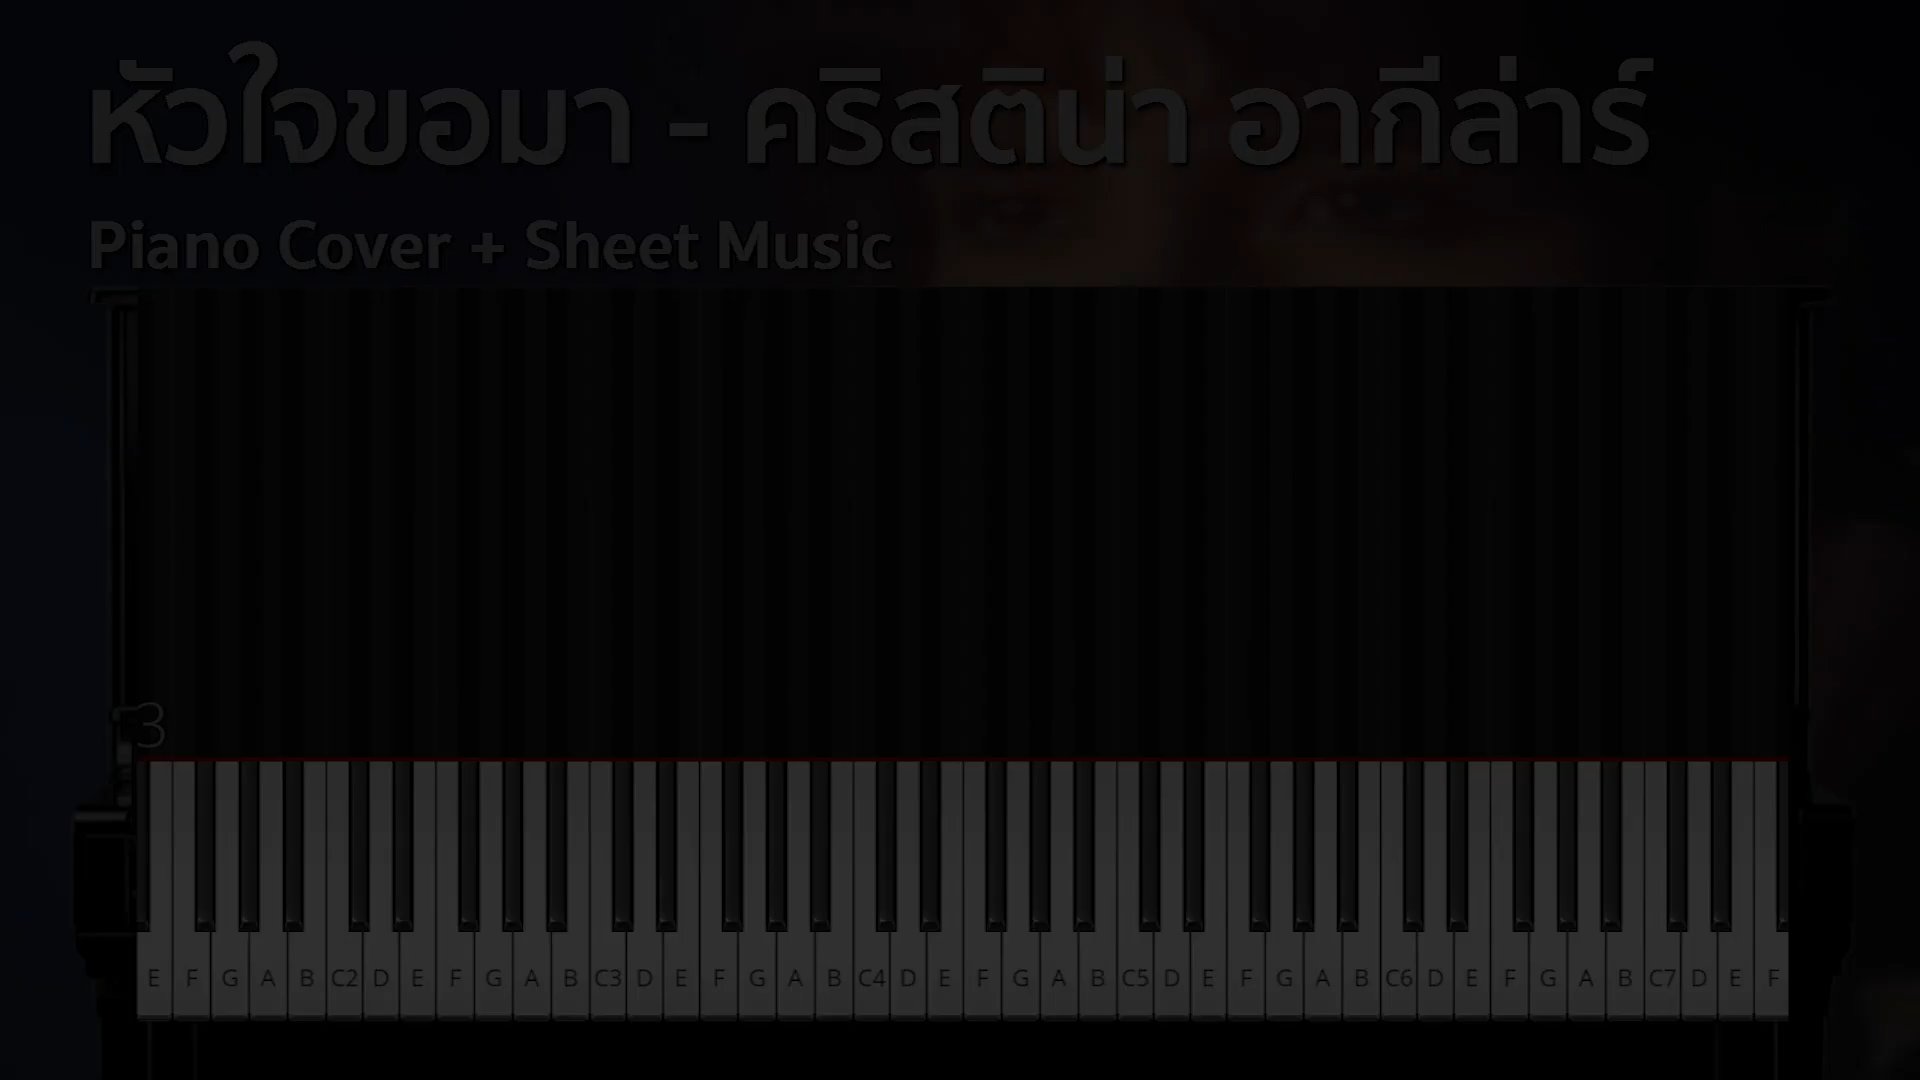 หัวใจขอมา - คริสติน่า อากีล่าร์
Piano Cover + Sheet Music
3
E F G A B C2 D E F G A B C3 D E F G A B C4 D E F G A B C5 D E F G A B C6 D E F G A B C7 D E F